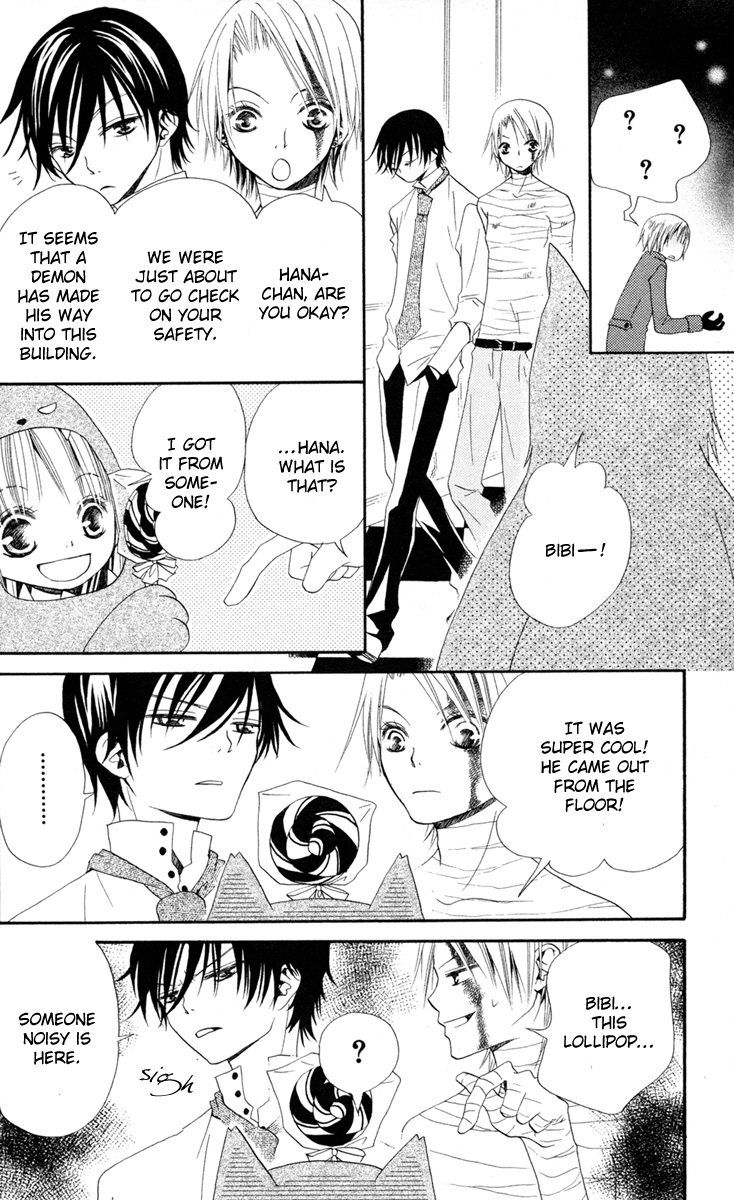 ?
?
?
BIBI—!
HANA-
CHAN, ARE
YOU OKAY?
WE WERE
JUST ABOUT
TO GO CHECK
ON YOUR
SAFETY.
IT SEEMS
THAT A
DEMON
HAS MADE
HIS WAY
INTO THIS
BUILDING.
...HANA.
WHAT IS
THAT?
I GOT
IT FROM
SOME-
ONE!
IT WAS
SUPER COOL!
HE CAME OUT
FROM THE
FLOOR!
.........
BIBI...
THIS
LOLLIPOP...
?
sigh
SOMEONE
NOISY IS
HERE.